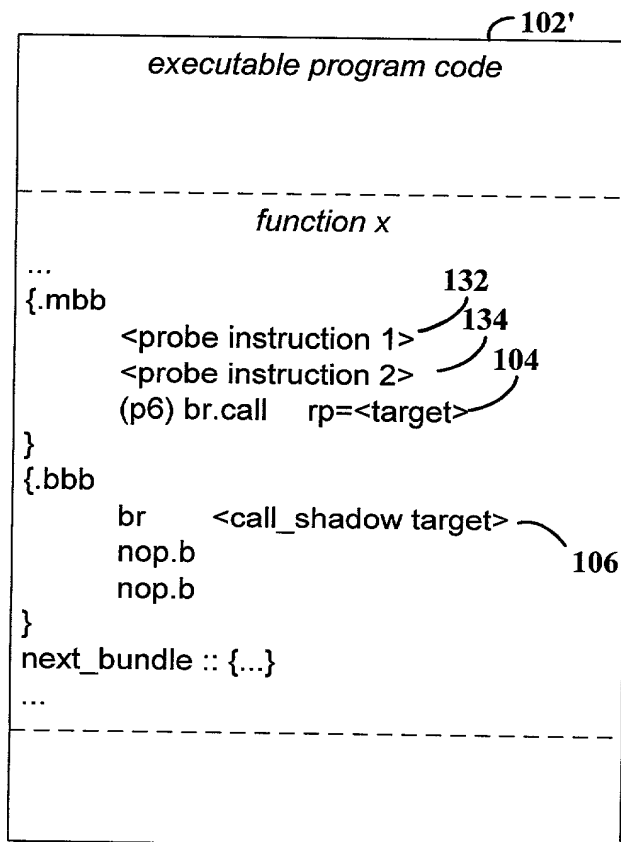 102'
executable program code
function x
...
{.mbb
132
<probe instruction 1>
134
<probe instruction 2>
104
(p6) br.call rp=<target>
}
{.bbb
br <call_shadow target>
106
nop.b
nop.b
}
next_bundle :: {...}
...